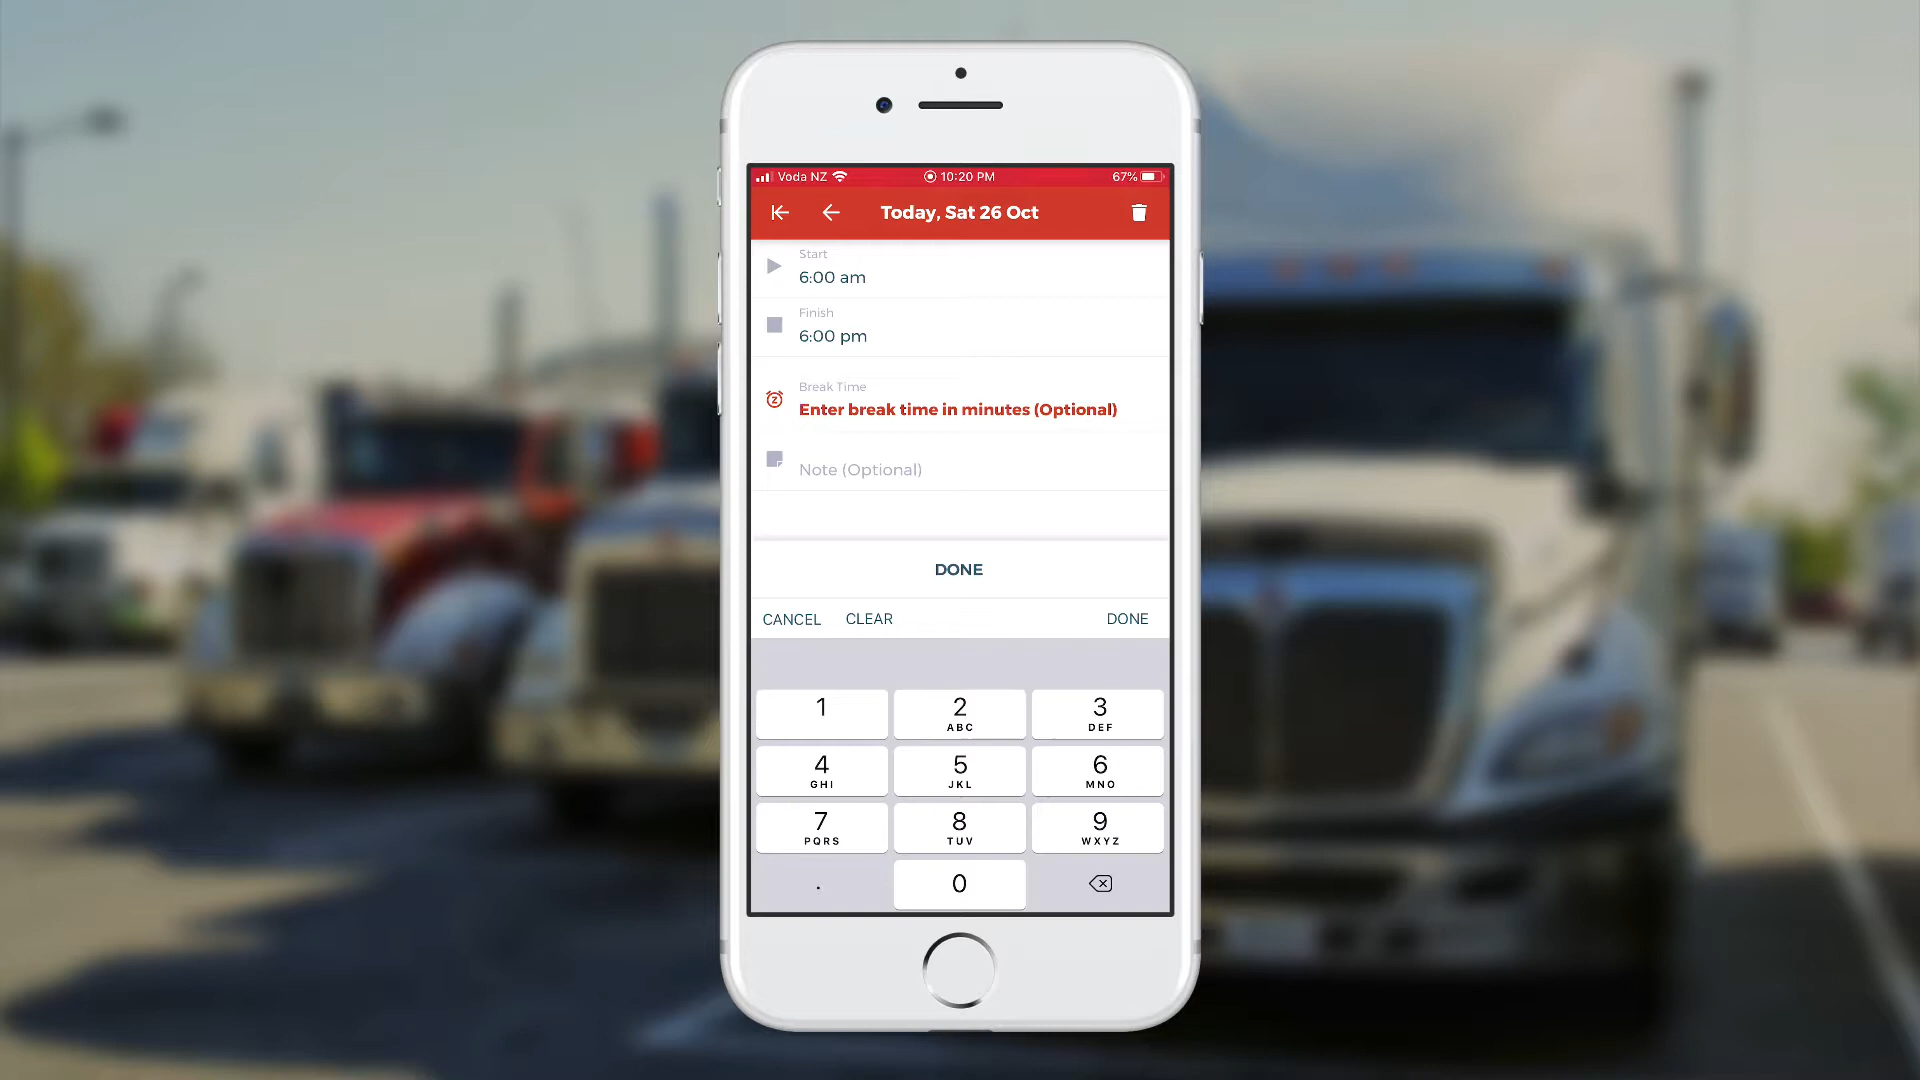 Voda NZ 10:20 PM 67%
Today, Sat 26 Oct
Start
6:00 am
Finish
6:00 pm
Break Time
Enter break time in minutes (Optional)
Note (Optional)
DONE
CANCEL CLEAR DONE
1 2 3
ABC DEF
4 5 6
GHI JKL MNO
7 8 9
PQRS TUV WXYZ
. 0